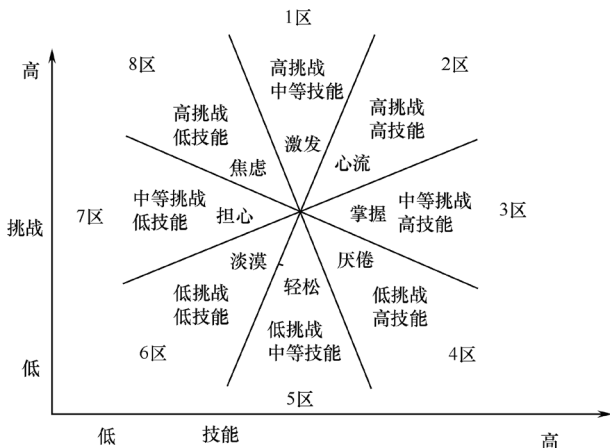 1区
高
8区
2区
高挑战
中等技能
高挑战
低技能
高挑战
高技能
激发
焦虑
心流
中等挑战
低技能
7区
担心
掌握
中等挑战
高技能
3区
挑战
淡漠
厌倦
轻松
低挑战
低技能
低挑战
高技能
低挑战
中等技能
6区
4区
低
5区
低
技能
高